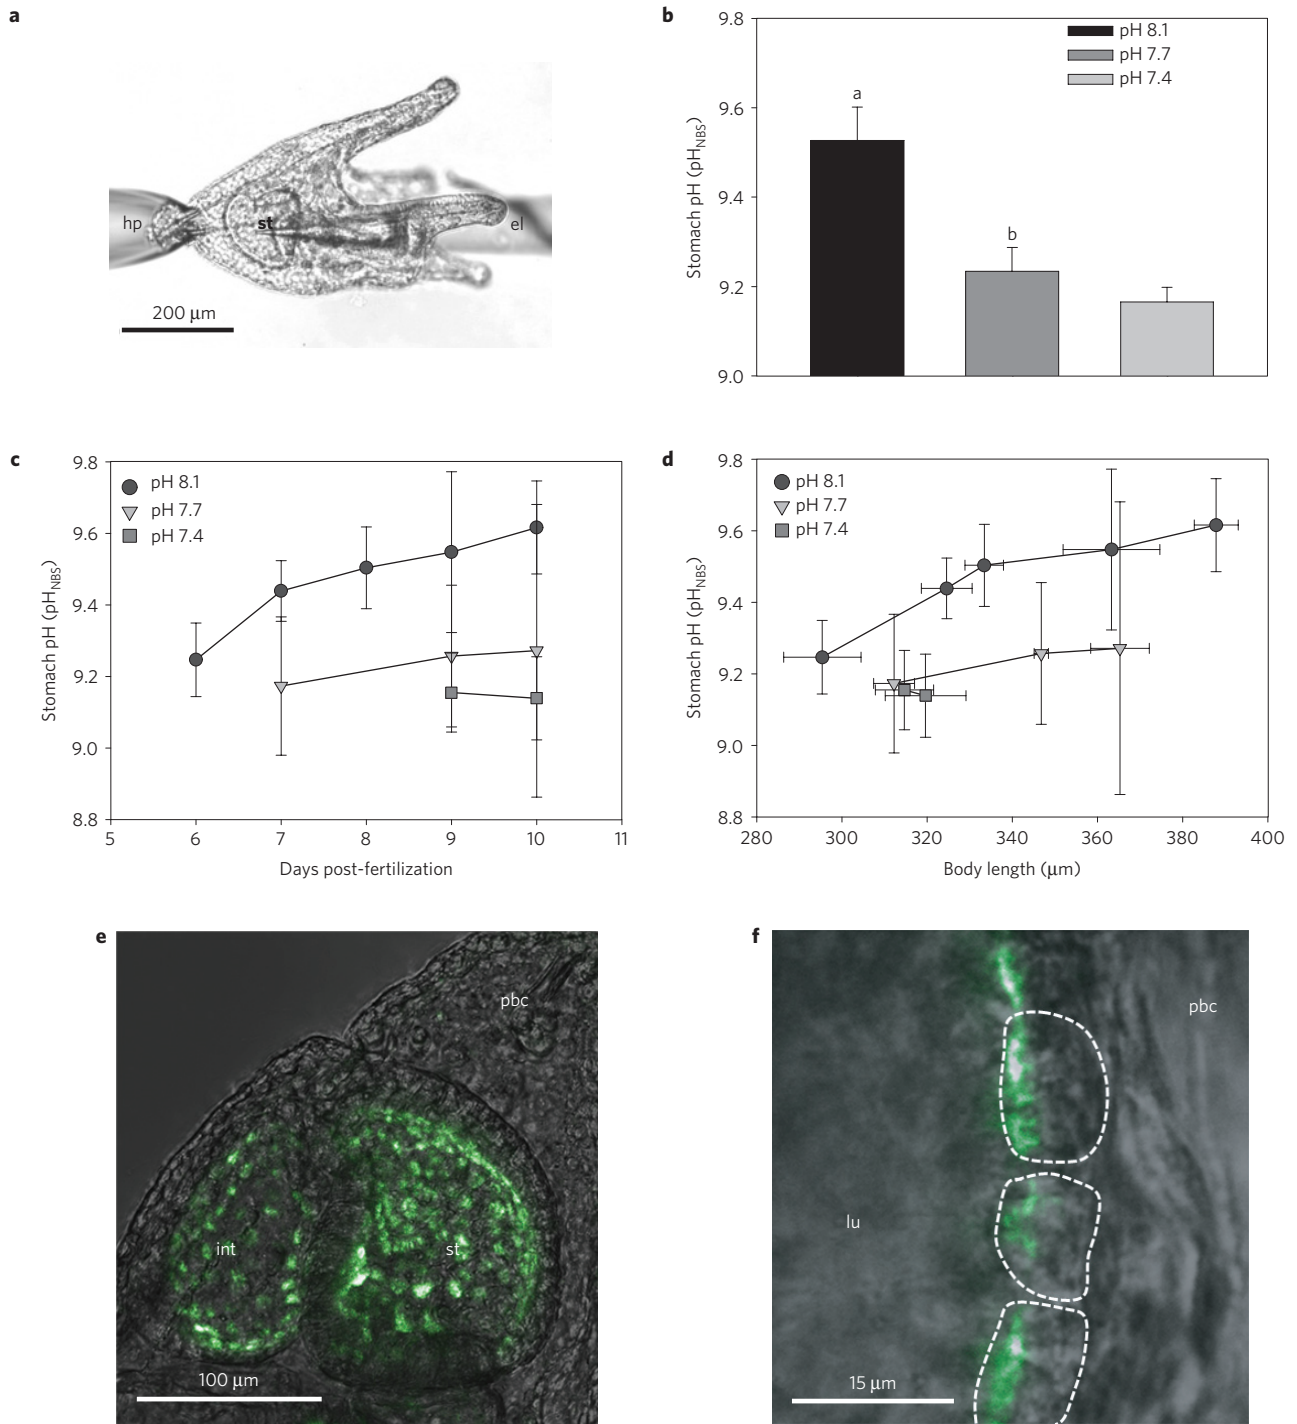 a
hp
st
el
200 μm
b
9.8
9.6
9.4
9.2
9.0
Stomach pH (pH_NBS)
pH 8.1
pH 7.7
pH 7.4
a
b
c
9.8
9.6
9.4
9.2
9.0
8.8
Stomach pH (pH_NBS)
pH 8.1
pH 7.7
pH 7.4
5 6 7 8 9 10 11
Days post-fertilization
d
9.8
9.6
9.4
9.2
9.0
8.8
Stomach pH (pH_NBS)
pH 8.1
pH 7.7
pH 7.4
280 300 320 340 360 380 400
Body length (μm)
e
pbc
int
st
100 μm
f
pbc
lu
15 μm